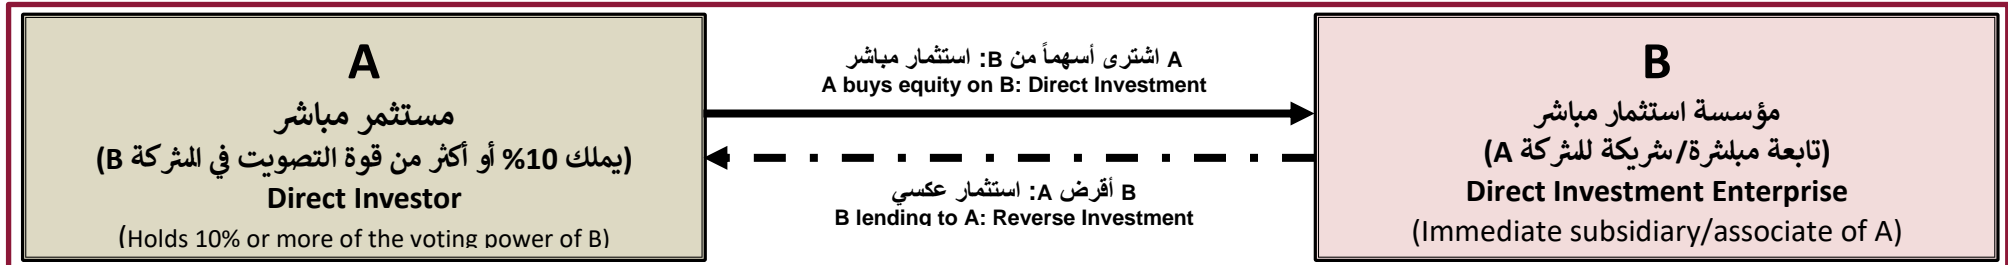 A
مستثمر مباشر
(يملك 10% أو أكثر من قوة التصويت في الشركة B)
Direct Investor
(Holds 10% or more of the voting power of B)
A اشترى أسهماً من B: استثمار مباشر
A buys equity on B: Direct Investment
B أقرض A: استثمار عكسي
B lending to A: Reverse Investment
B
مؤسسة استثمار مباشر
(تابعة مباشرة/شريكة للشركة A)
Direct Investment Enterprise
(Immediate subsidiary/associate of A)